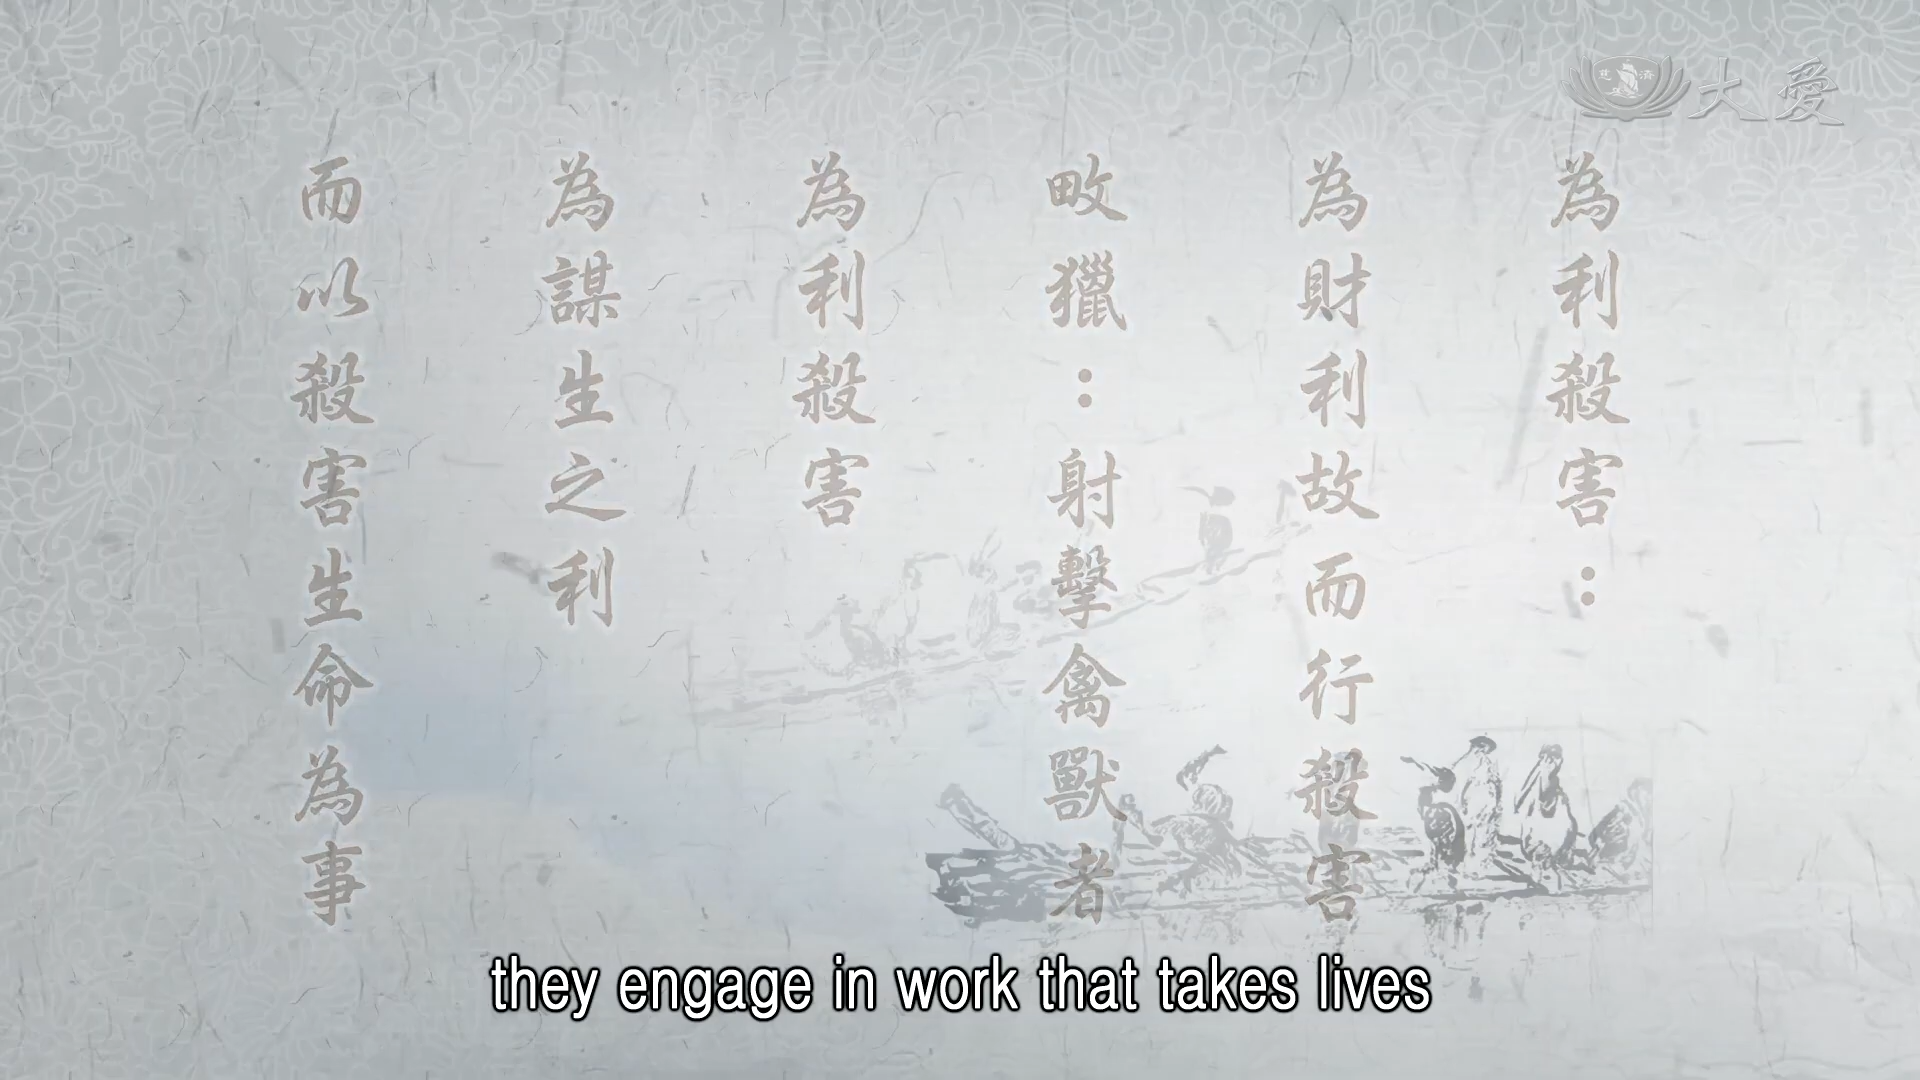 大愛
慈濟
為利殺害：
為財利故而行殺害
畋獵：射擊禽獸者
為利殺害
為謀生之利
而以殺害生命為事
they engage in work that takes lives